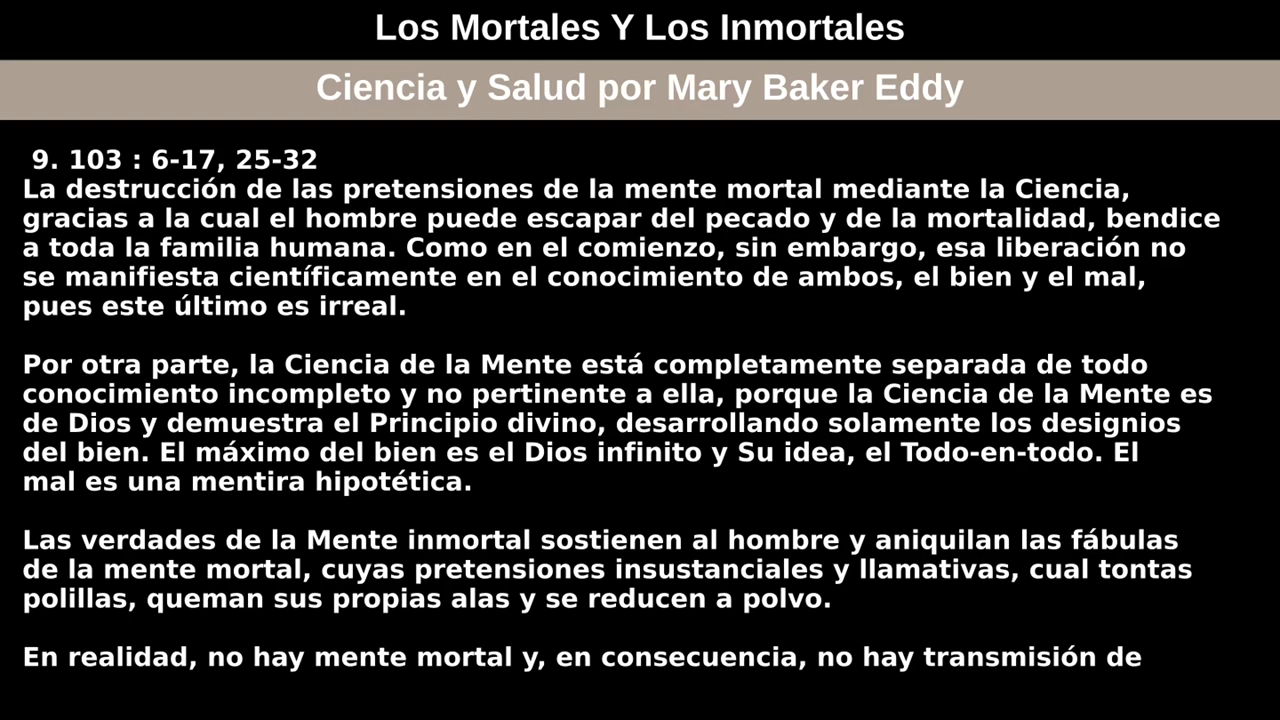 Los Mortales Y Los Inmortales
Ciencia y Salud por Mary Baker Eddy
9. 103 : 6-17, 25-32
La destrucción de las pretensiones de la mente mortal mediante la Ciencia,
gracias a la cual el hombre puede escapar del pecado y de la mortalidad, bendice
a toda la familia humana. Como en el comienzo, sin embargo, esa liberación no
se manifiesta científicamente en el conocimiento de ambos, el bien y el mal,
pues este último es irreal.
Por otra parte, la Ciencia de la Mente está completamente separada de todo
conocimiento incompleto y no pertinente a ella, porque la Ciencia de la Mente es
de Dios y demuestra el Principio divino, desarrollando solamente los designios
del bien. El máximo del bien es el Dios infinito y Su idea, el Todo-en-todo. El
mal es una mentira hipotética.
Las verdades de la Mente inmortal sostienen al hombre y aniquilan las fábulas
de la mente mortal, cuyas pretensiones insustanciales y llamativas, cual tontas
polillas, queman sus propias alas y se reducen a polvo.
En realidad, no hay mente mortal y, en consecuencia, no hay transmisión de